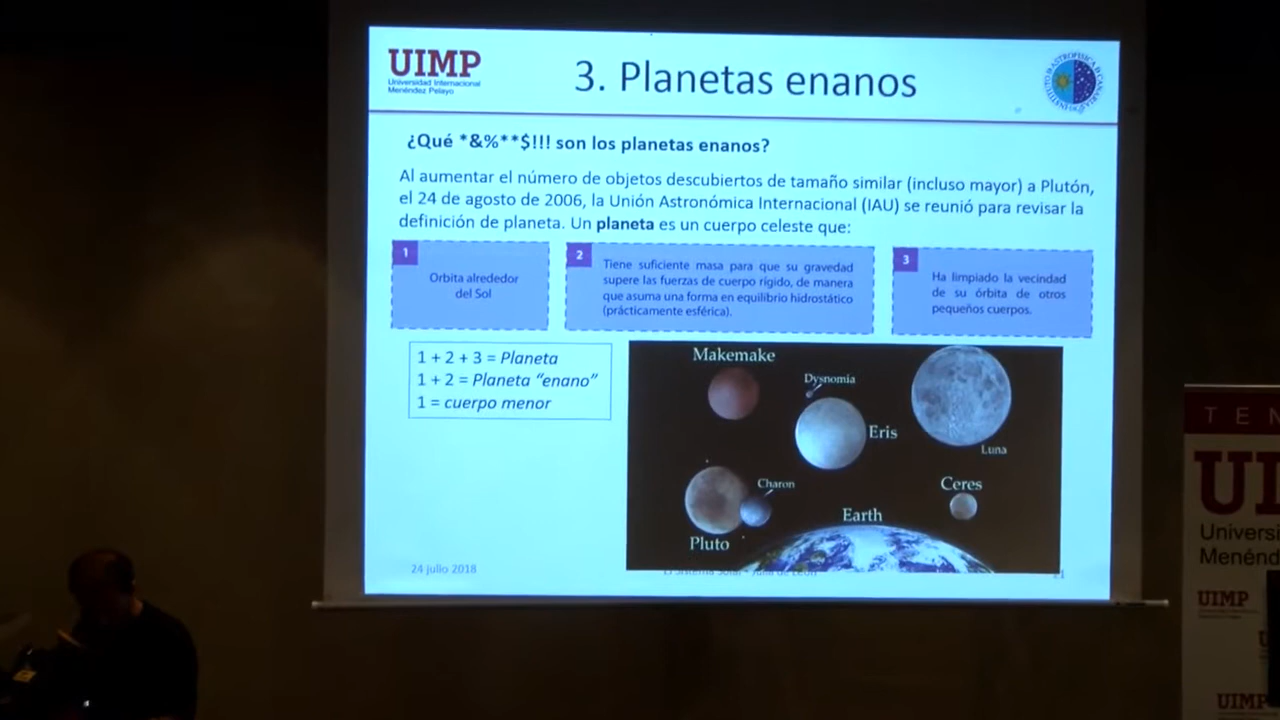 UIMP
Universidad Internacional
Menéndez Pelayo
3. Planetas enanos
¿Qué *&%**$!!! son los planetas enanos?
Al aumentar el número de objetos descubiertos de tamaño similar (incluso mayor) a Plutón,
el 24 de agosto de 2006, la Unión Astronómica Internacional (IAU) se reunió para revisar la
definición de planeta. Un planeta es un cuerpo celeste que:
1
Orbita alrededor
del Sol
2
Tiene suficiente masa para que su gravedad
supere las fuerzas de cuerpo rígido, de manera
que asuma una forma en equilibrio hidrostático
(prácticamente esférica).
3
Ha limpiado la vecindad
de su órbita de otros
pequeños cuerpos.
1 + 2 + 3 = Planeta
1 + 2 = Planeta “enano”
1 = cuerpo menor
Makemake
Dysnomia
Eris
Luna
Charon
Ceres
Earth
Pluto
24 julio 2018
TEN
UI
Univers
Menénd
UIMP
UIMP